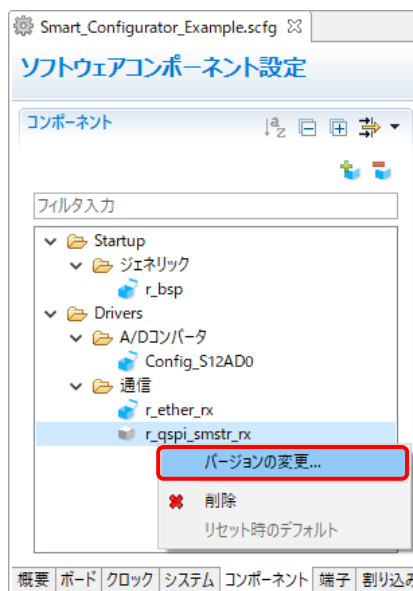 Smart_Configurator_Example.scfg
ソフトウェアコンポーネント設定
コンポーネント
フィルタ入力
Startup
ジェネリック
r_bsp
Drivers
A/Dコンバータ
Config_S12AD0
通信
r_ether_rx
r_qspi_smstr_rx
バージョンの変更...
削除
リセット時のデフォルト
概要 ボード クロック システム コンポーネント 端子 割り込み